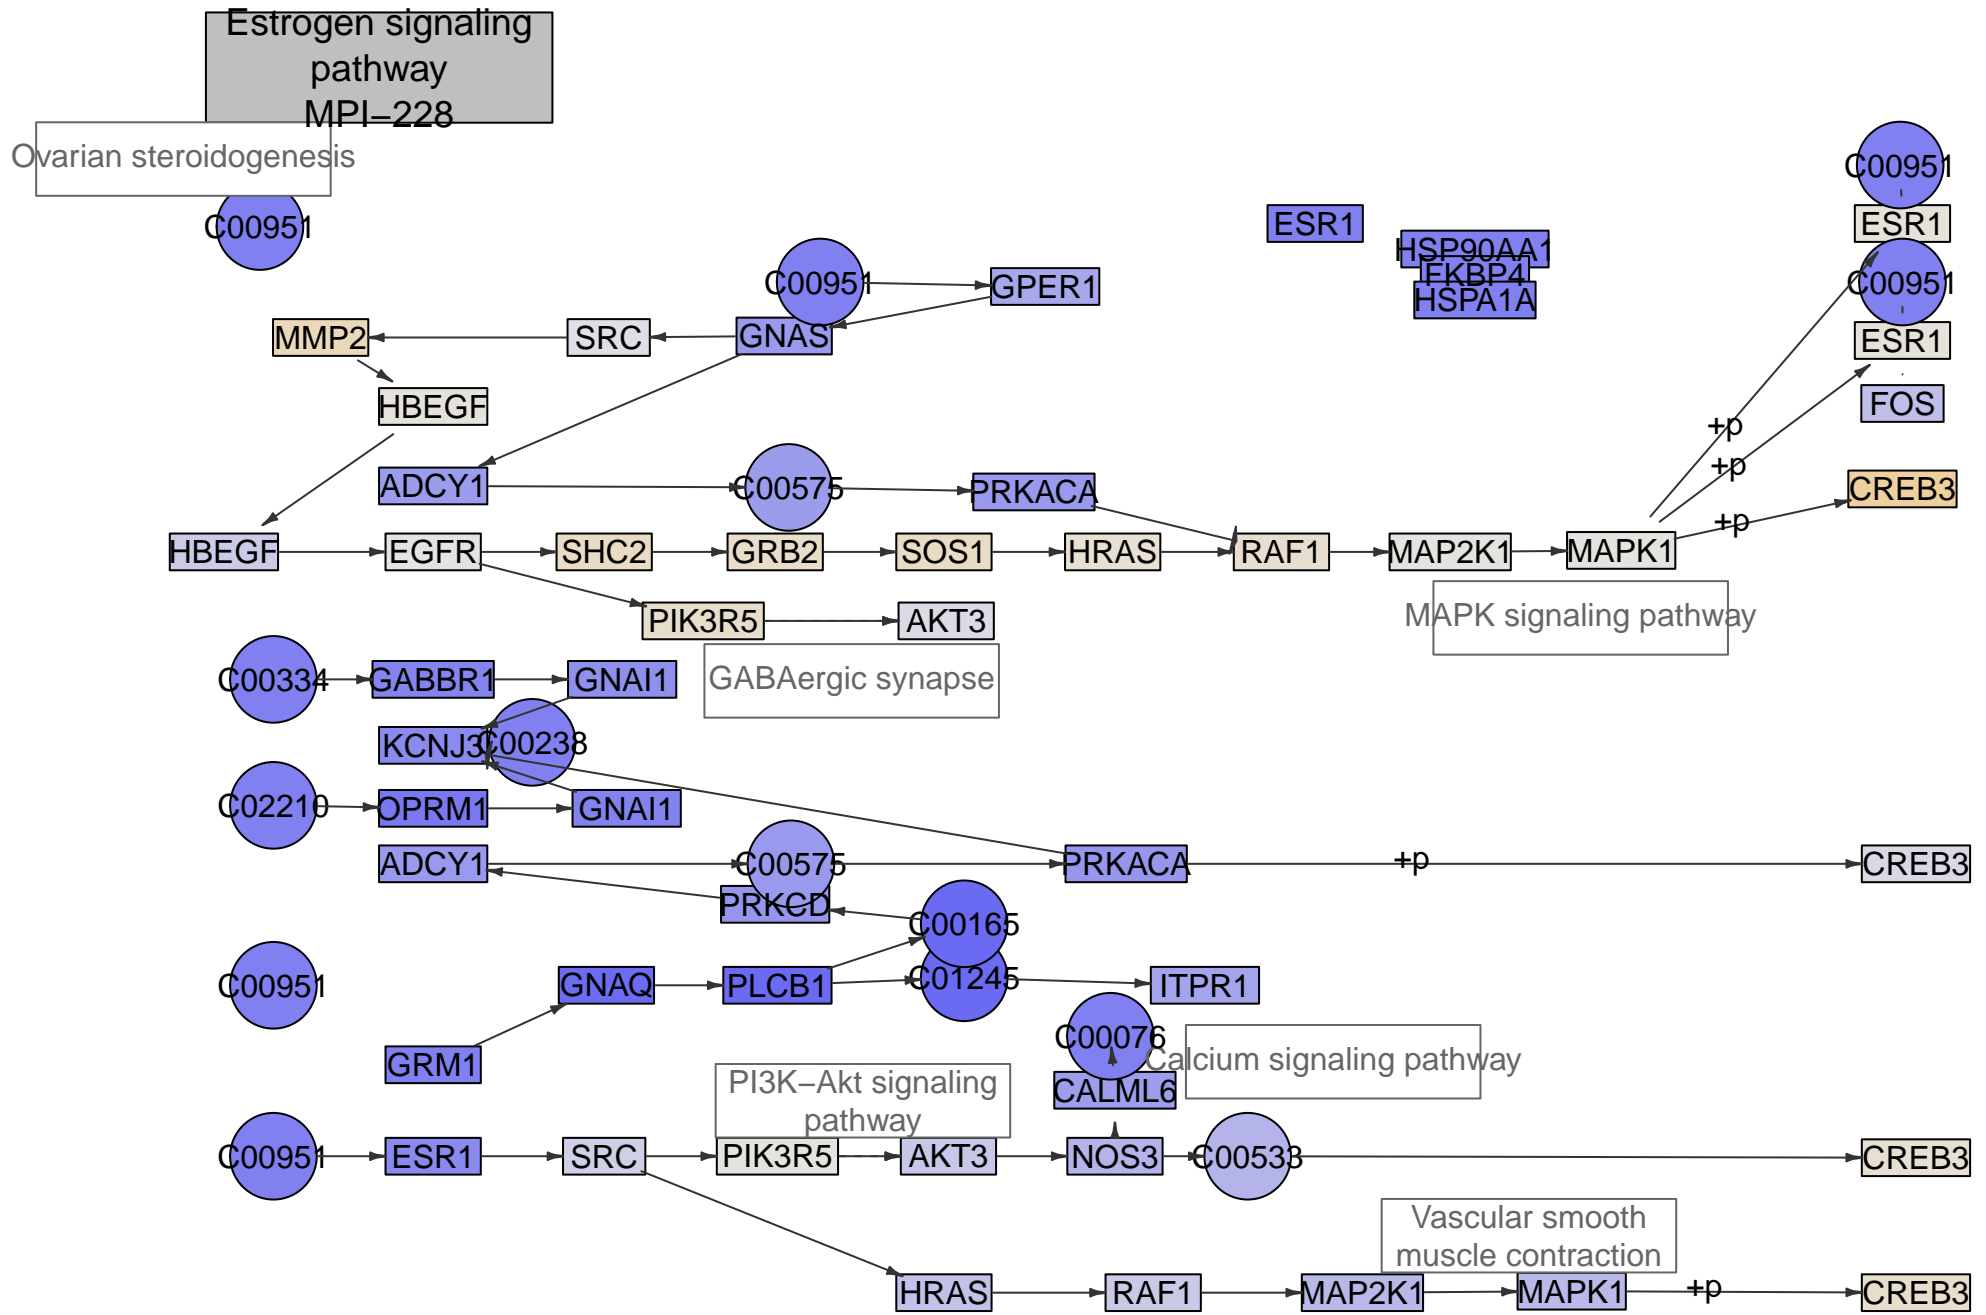 Estrogen signaling
pathway
MPI−228
Ovarian steroidogenesis
C00951
C00951
ESR1
ESR1
HSP90AA1
FKBP4
HSPA1A
C00951
GPER1
C00951
MMP2
SRC
GNAS
ESR1
HBEGF
FOS
+p
+p
ADCY1
C00575
PRKACA
CREB3
+p
HBEGF
EGFR
SHC2
GRB2
SOS1
HRAS
RAF1
MAP2K1
MAPK1
PIK3R5
AKT3
MAPK signaling pathway
C00334
GABBR1
GNAI1
GABAergic synapse
KCNJ3
C00238
C02210
OPRM1
GNAI1
ADCY1
C00575
PRKACA
+p
CREB3
PRKCD
C00165
C00951
GNAQ
PLCB1
C01245
ITPR1
C00076
Calcium signaling pathway
GRM1
CALML6
PI3K−Akt signaling
pathway
C00951
ESR1
SRC
PIK3R5
AKT3
NOS3
C00533
CREB3
Vascular smooth
muscle contraction
HRAS
RAF1
MAP2K1
MAPK1
+p
CREB3